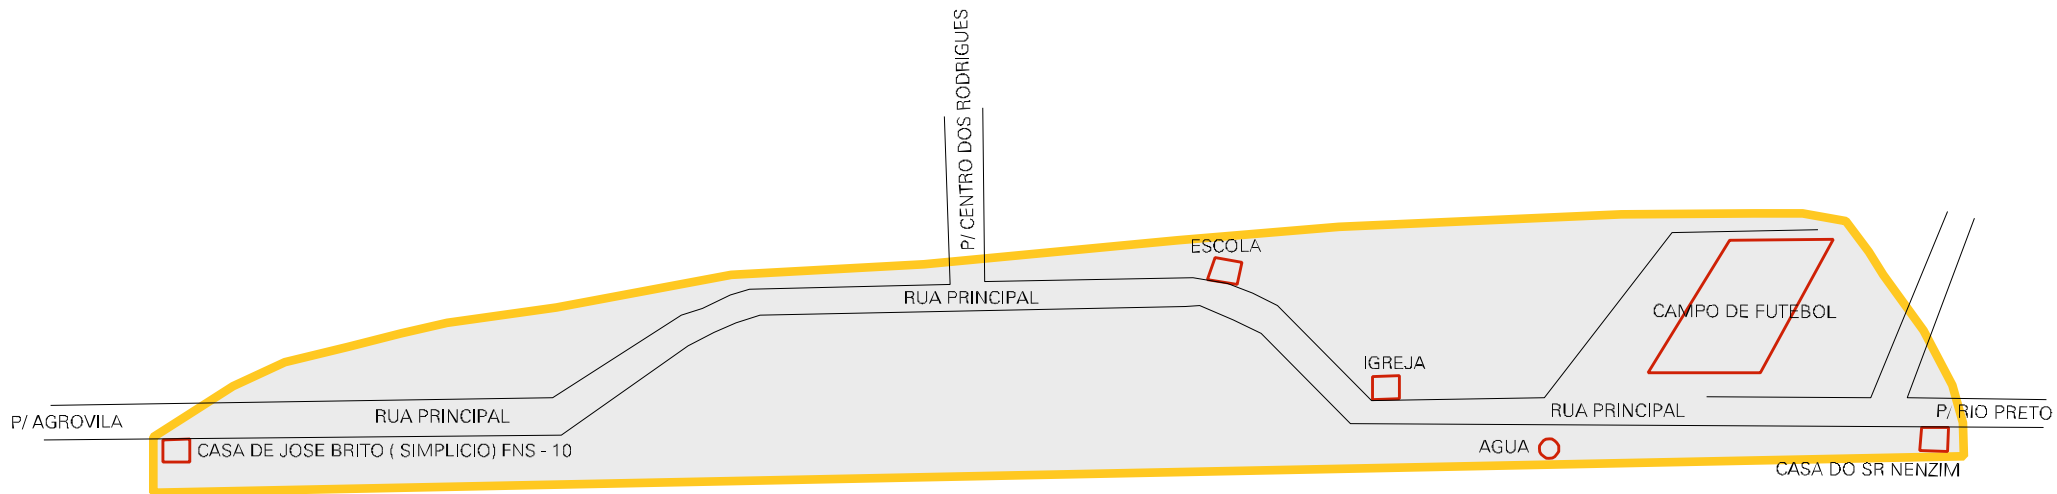 P/ CENTRO DOS RODRIGUES
ESCOLA
RUA PRINCIPAL
CAMPO DE FUTEBOL
IGREJA
P/ AGROVILA
RUA PRINCIPAL
RUA PRINCIPAL
P/ RIO PRETO
CASA DE JOSE BRITO ( SIMPLICIO) FNS - 10
AGUA
CASA DO SR NENZIM